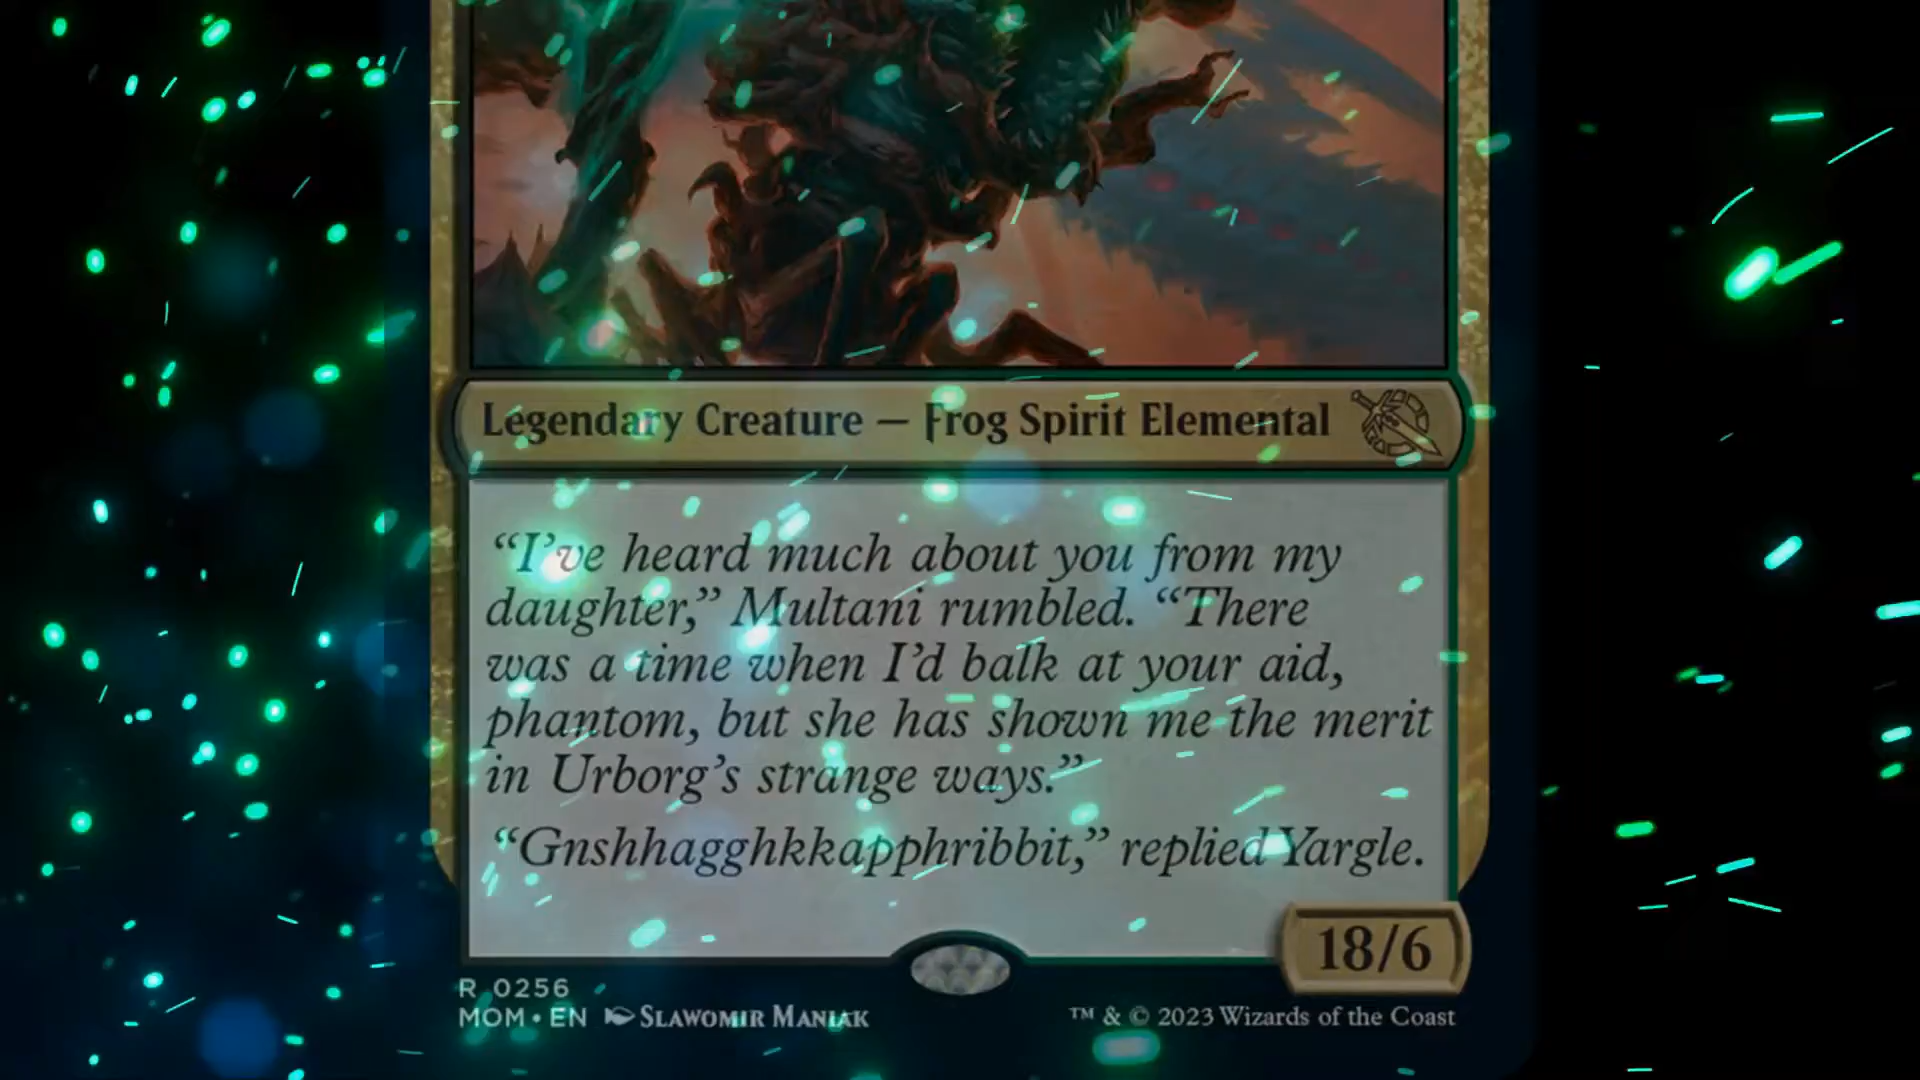 Legendary Creature — Frog Spirit Elemental
“I’ve heard much about you from my
daughter,” Multani rumbled. “There
was a time when I’d balk at your aid,
phantom, but she has shown me the merit
in Urborg’s strange ways.”
“Gnshhagghkkapphribbit,” replied Yargle.
18/6
R 0256
MOM • EN SLAWOMIR MANIAK
™ & © 2023 Wizards of the Coast